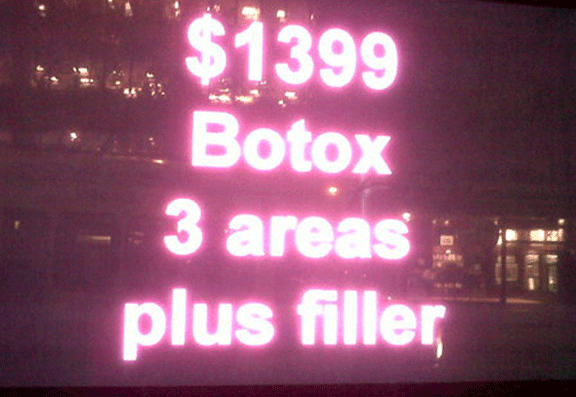 $1399
Botox
3 areas
plus filler